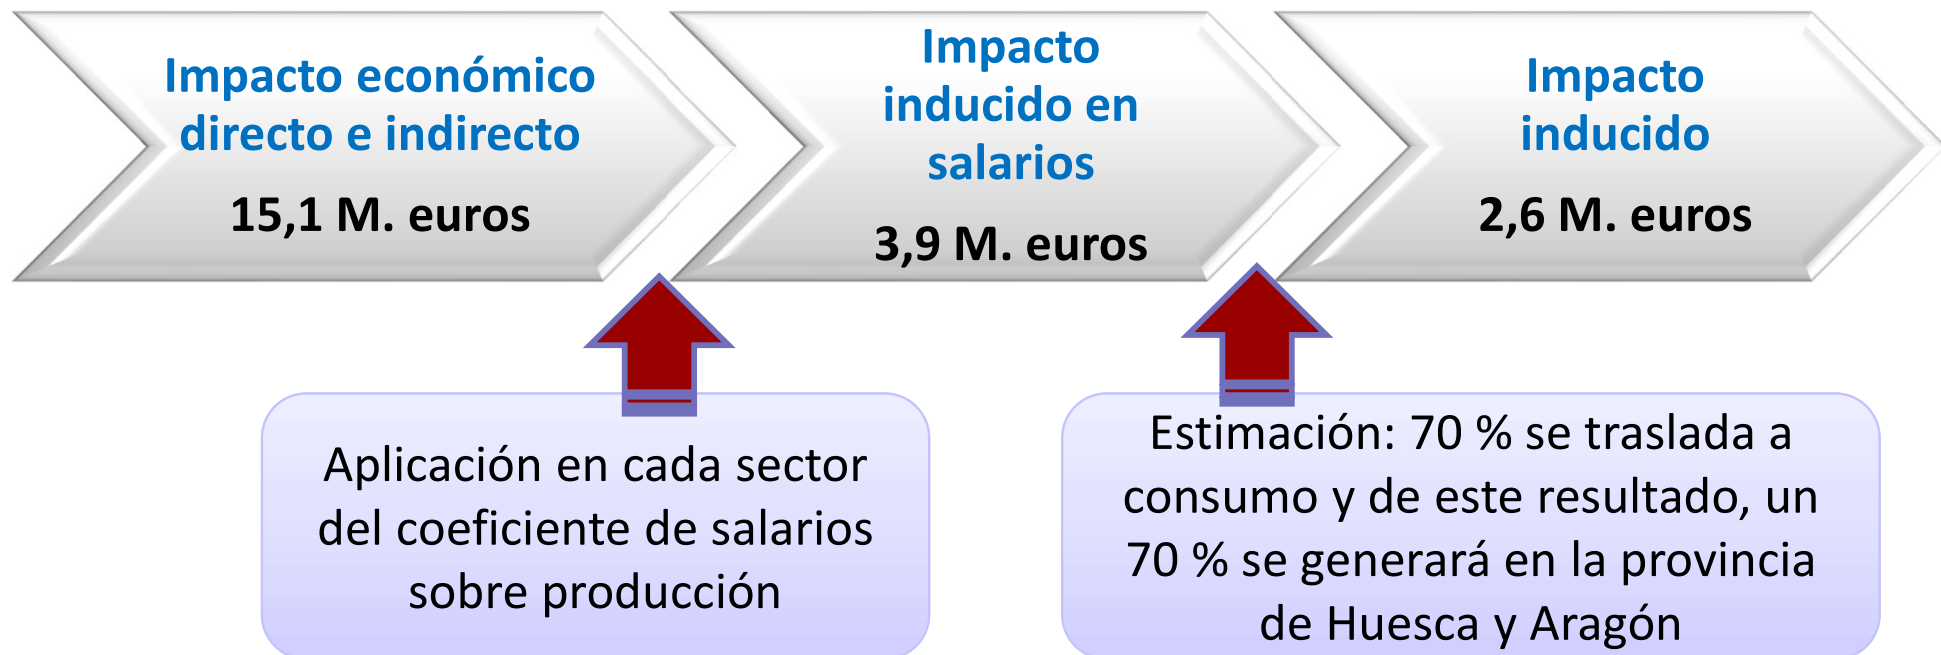 Impacto económico
directo e indirecto
15,1 M. euros
Impacto
inducido en
salarios
3,9 M. euros
Impacto
inducido
2,6 M. euros
Aplicación en cada sector
del coeficiente de salarios
sobre producción
Estimación: 70 % se traslada a
consumo y de este resultado, un
70 % se generará en la provincia
de Huesca y Aragón